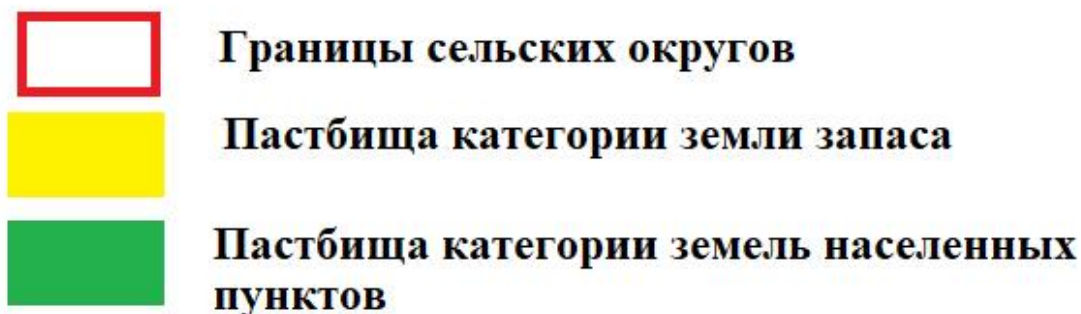 Границы сельских округов
Пастбища категории земли запаса
Пастбища категории земель населенных
пунктов